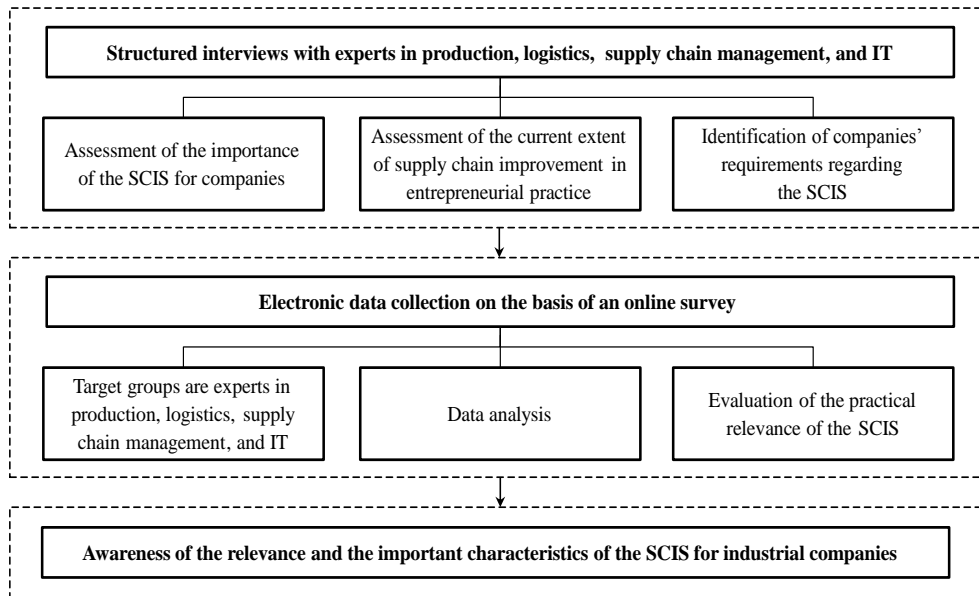 Structured interviews with experts in production, logistics, supply chain management, and IT
Assessment of the importance
of the SCIS for companies
Assessment of the current extent
of supply chain improvement in
entrepreneurial practice
Identification of companies’
requirements regarding
the SCIS
Electronic data collection on the basis of an online survey
Target groups are experts in
production, logistics, supply
chain management, and IT
Data analysis
Evaluation of the practical
relevance of the SCIS
Awareness of the relevance and the important characteristics of the SCIS for industrial companies